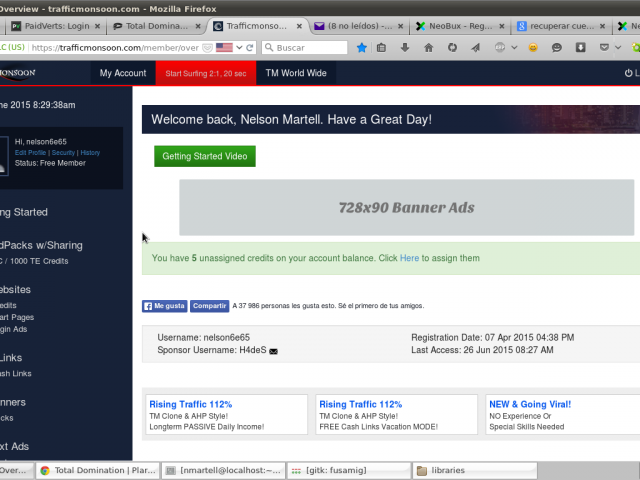 Overview - trafficmonsoon.com - Mozilla Firefox
PaidVerts: Login
Total Domina...
Trafficmonso...
(8 no leídos) -...
NeoBux - Reg...
recuperar cue...
Ne
LC (US)
https://trafficmonsoon.com/member/over
Buscar
MONSOON
My Account
Start Surfing 2:1, 20 sec
TM World Wide
L
ne 2015 8:29:38am
Hi, nelson6e65
Edit Profile | Security | History
Status: Free Member
ng Started
dPacks w/Sharing
C / 1000 TE Credits
ebsites
edits
art Pages
gin Ads
Links
ash Links
nners
cks
xt Ads
Welcome back, Nelson Martell. Have a Great Day!
Getting Started Video
728x90 Banner Ads
You have 5 unassigned credits on your account balance. Click Here to assign them
Me gusta
Compartir
A 37 986 personas les gusta esto. Sé el primero de tus amigos.
Username: nelson6e65
Sponsor Username: H4deS
Registration Date: 07 Apr 2015 04:38 PM
Last Access: 26 Jun 2015 08:27 AM
Rising Traffic 112%
TM Clone & AHP Style!
Longterm PASSIVE Daily Income!
Rising Traffic 112%
TM Clone & AHP Style!
FREE Cash Links Vacation MODE!
NEW & Going Viral!
NO Experience Or
Special Skills Needed
Over...
Total Domination | Plar...
[nmartell@localhost:~...
[gitk: fusamig]
libraries